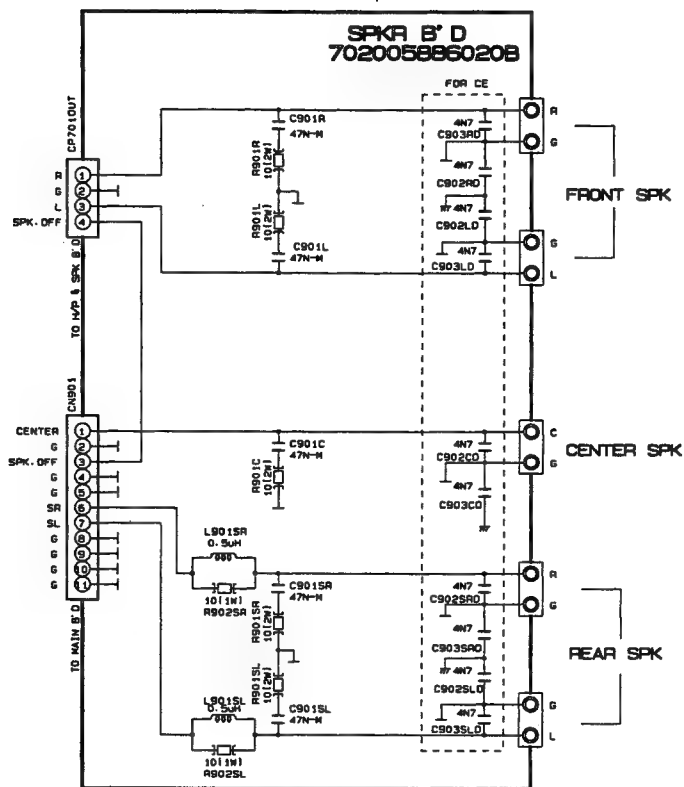 SPKR B'D
702005886020B
FOR CE
CP7010UT
R
1
G
2
L
3
SPK.OFF
4
TO H/P & SPK B'D
C901R
47N-M
R901R
10(2W)
R901L
10(2W)
C901L
47N-M
4N7
C903RD
4N7
C902RD
4N7
C902LD
4N7
C903LD
R
G
G
L
FRONT SPK
CN901
CENTER
1
G
2
SPK.OFF
3
G
4
G
5
SR
6
SL
7
G
8
G
9
G
10
G
11
TO MAIN B'D
C901C
47N-M
R901C
10(2W)
4N7
C902CD
4N7
C903CD
C
G
CENTER SPK
L901SR
0.5uH
10(1W)
R902SR
C901SR
47N-M
R901SR
10(2W)
R901SL
10(2W)
C901SL
47N-M
L901SL
0.5uH
10(1W)
R902SL
4N7
C902SRD
4N7
C903SRD
4N7
C902SLD
4N7
C903SLD
R
G
G
L
REAR SPK